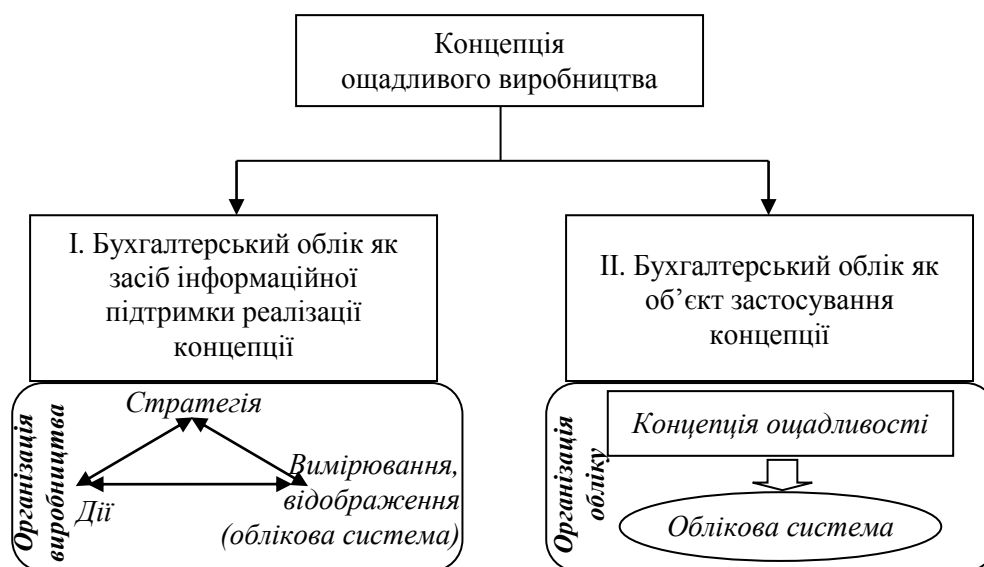 Концепція
ощадливого виробництва
І. Бухгалтерський облік як
засіб інформаційної
підтримки реалізації
концепції
ІІ. Бухгалтерський облік як
об’єкт застосування
концепції
Організація
виробництва
Стратегія
Дії
Вимірювання,
відображення
(облікова система)
Організація
обліку
Концепція ощадливості
Облікова система